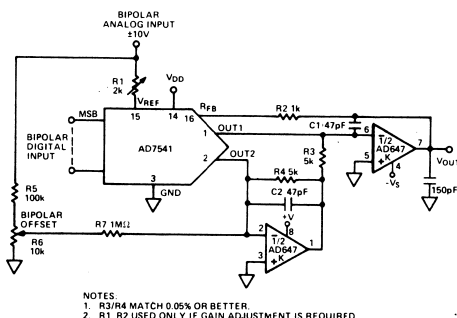 BIPOLAR
ANALOG INPUT
±10V
R1
2k
VDD
VREF
RFB
R2 1k
C1·47pF
MSB
15
14
16
1
OUT1
AD7541
2
OUT2
BIPOLAR
DIGITAL
INPUT
3
GND
R3
5k
R4 5k
C2 47pF
6
5
1/2
AD647
K
7
4
-VS
VOUT
150pF
R5
100k
BIPOLAR
OFFSET
R6
10k
R7 1MΩ
+V
8
2
3
1/2
AD647
K
1
NOTES:
1. R3/R4 MATCH 0.05% OR BETTER.
2. R1, R2 USED ONLY IF GAIN ADJUSTMENT IS REQUIRED.